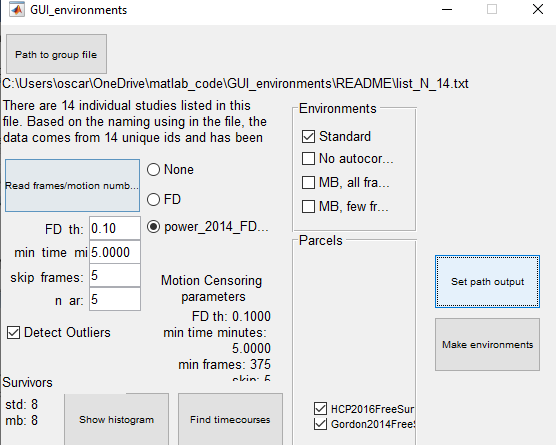 GUI_environments
Path to group file
C:\Users\oscar\OneDrive\matlab_code\GUI_environments\README\list_N_14.txt
There are 14 individual studies listed in this
file. Based on the naming using in the file, the
data comes from 14 unique ids and has been
Read frames/motion numb...
None
FD
power_2014_FD...
FD th: 0.10
min time mi 5.0000
skip frames: 5
n ar: 5
Detect Outliers
Motion Censoring
parameters
FD th: 0.1000
min time minutes:
5.0000
min frames: 375
skip: 5
Survivors
std: 8
mb: 8
Show histogram
Find timecourses
Environments
Standard
No autocor...
MB, all fra...
MB, few fr...
Parcels
HCP2016FreeSur
Gordon2014FreeS
Set path output
Make environments